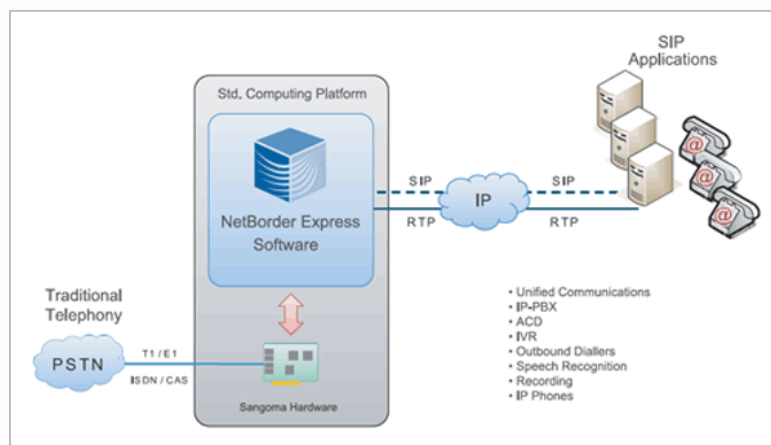 SIP
Applications
Std. Computing Platform
NetBorder Express
Software
SIP
SIP
IP
RTP
RTP
@
@
@
Traditional
Telephony
PSTN
T1 / E1
ISDN / CAS
Sangoma Hardware
• Unified Communications
• IP-PBX
• ACD
• IVR
• Outbound Diallers
• Speech Recognition
• Recording
• IP Phones